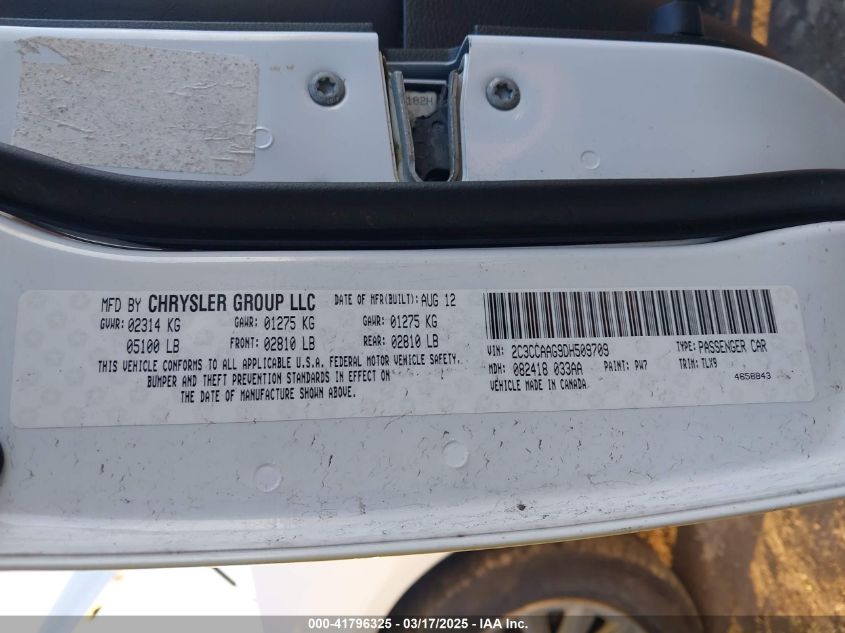 182H
MFD BY CHRYSLER GROUP LLC DATE OF MFR(BUILT): AUG 12
GVWR: 02314 KG GAWR: 01275 KG GAWR: 01275 KG
05100 LB FRONT: 02810 LB REAR: 02810 LB
THIS VEHICLE CONFORMS TO ALL APPLICABLE U.S.A. FEDERAL MOTOR VEHICLE SAFETY.
BUMPER AND THEFT PREVENTION STANDARDS IN EFFECT ON
THE DATE OF MANUFACTURE SHOWN ABOVE.
VIN: 2C3CCAAG9DH509709 TYPE: PASSENGER CAR
MDH: 082418 033AA PAINT: PW7 TRIM: TLX9
VEHICLE MADE IN CANADA. 4658843
000-41796325 - 03/17/2025 - IAA Inc.